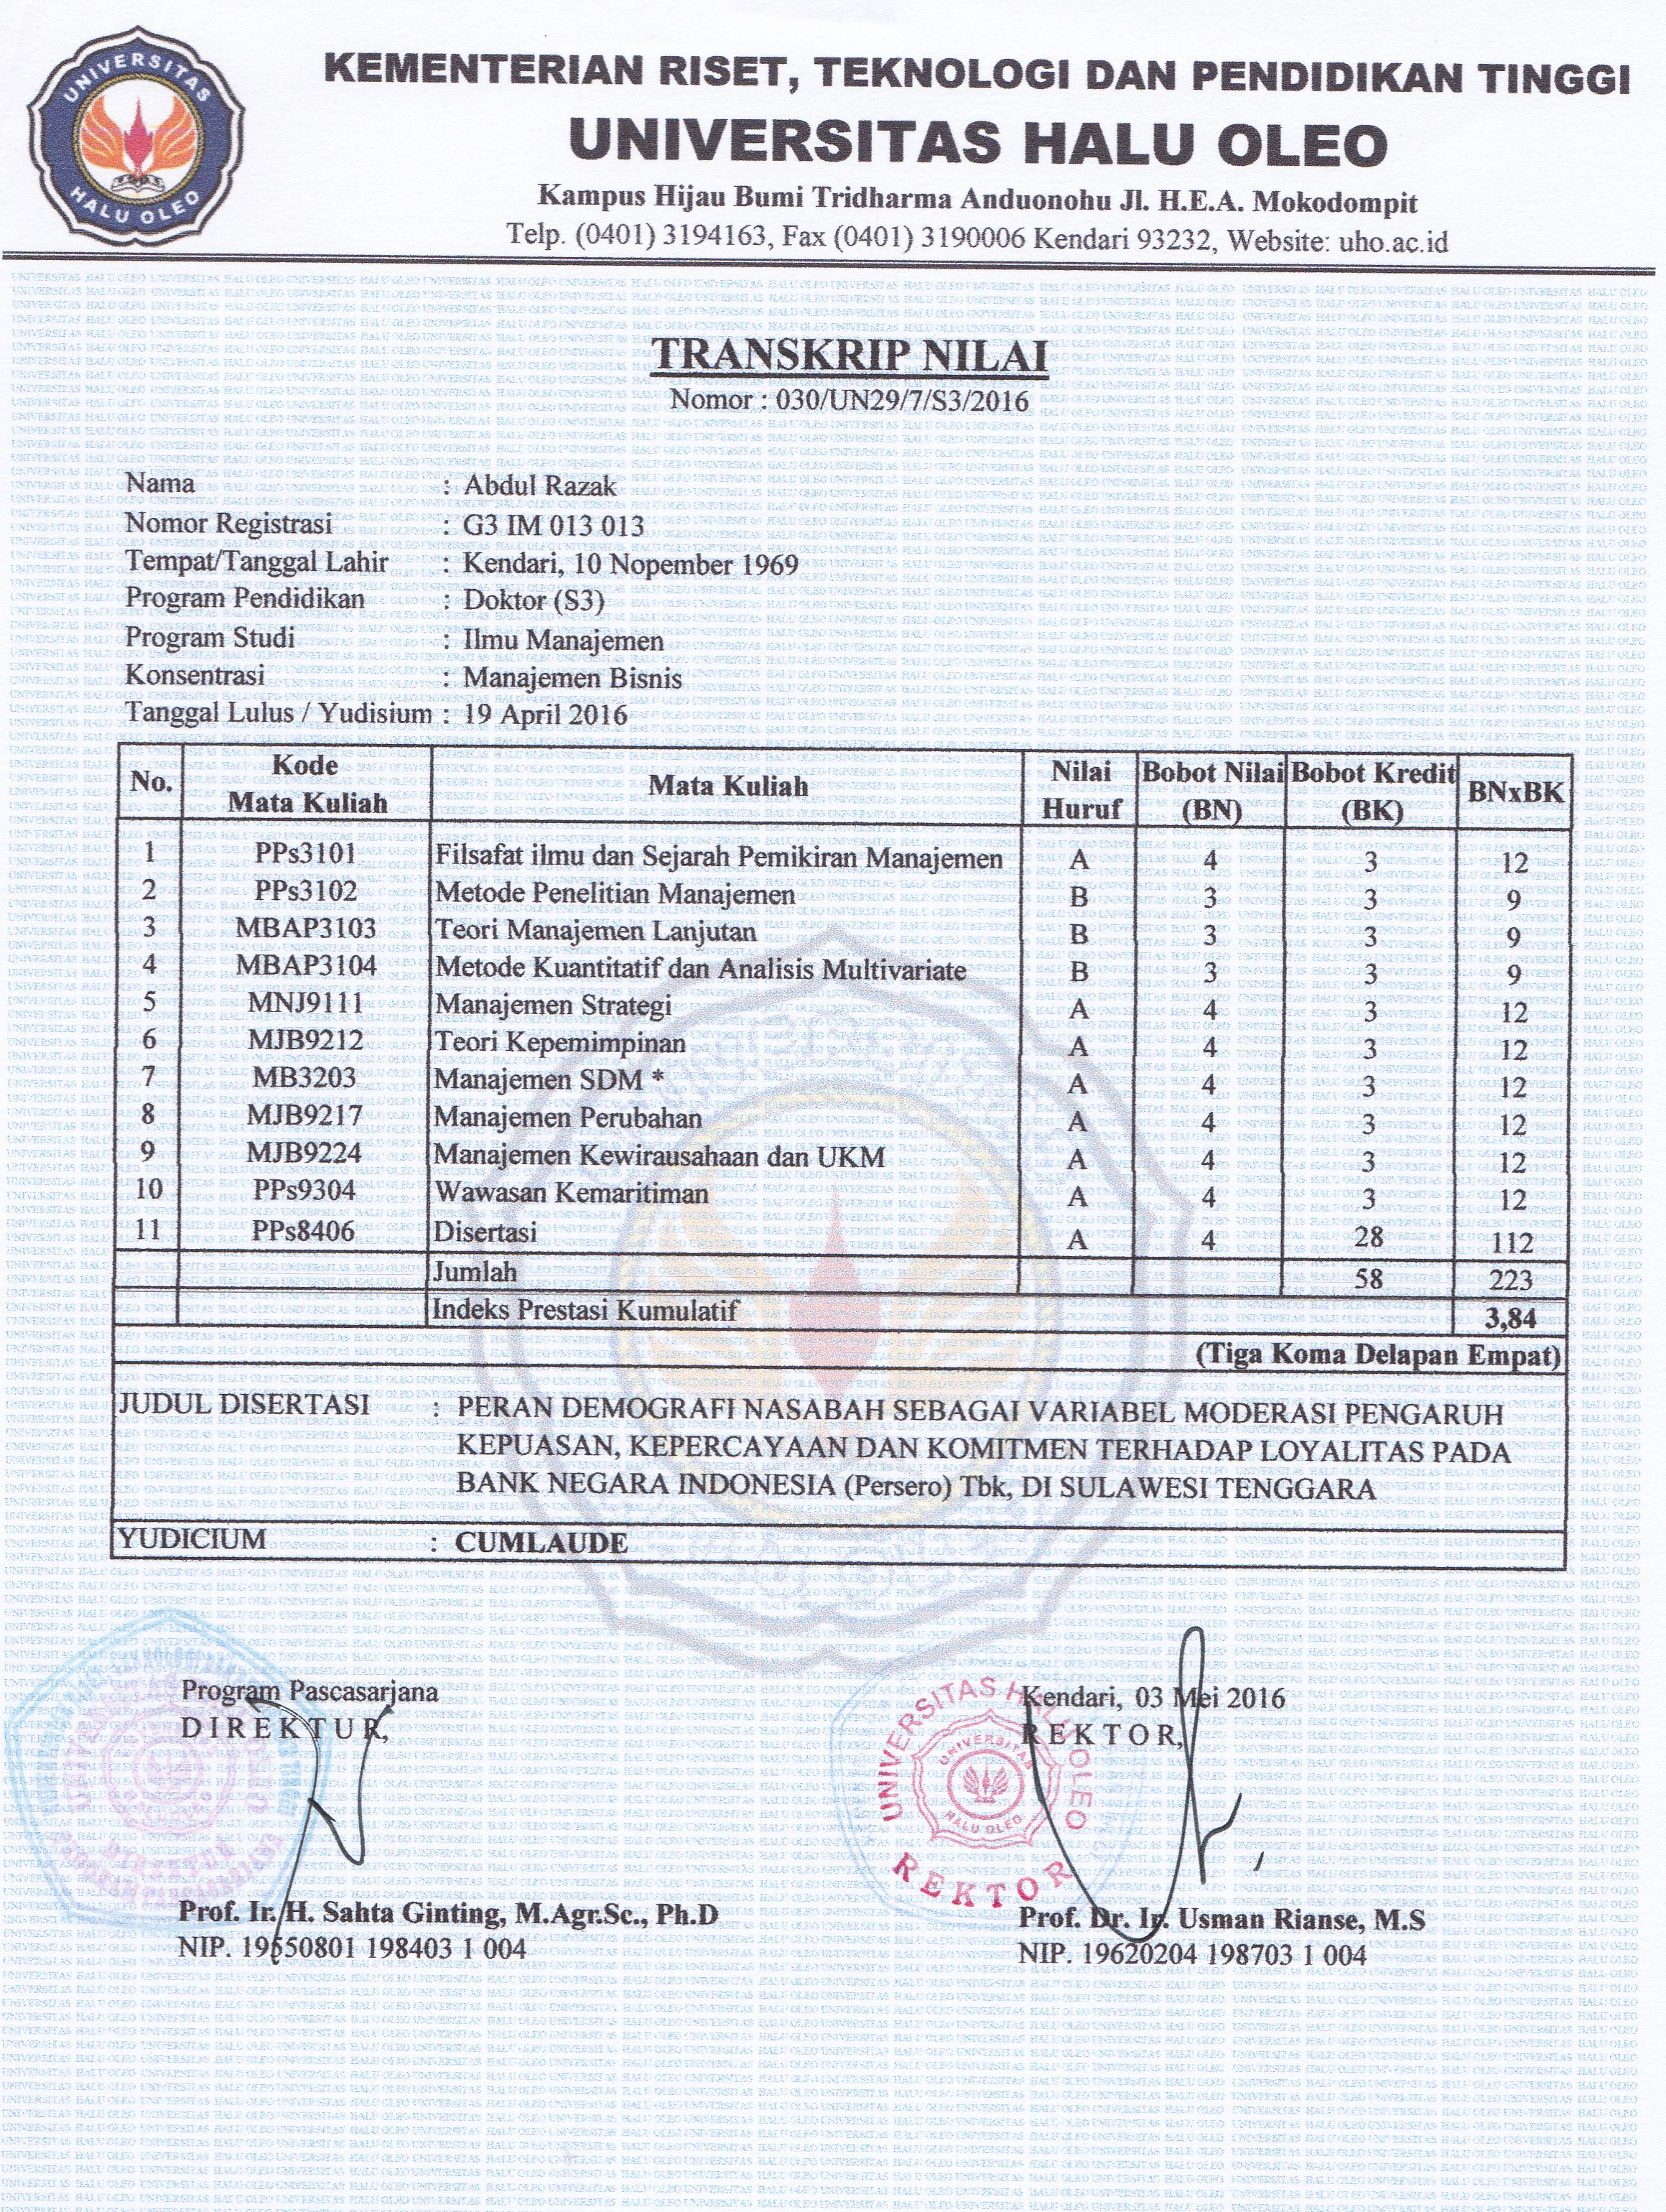 UNIVERSITAS
HALU OLEO
KEMENTERIAN RISET, TEKNOLOGI DAN PENDIDIKAN TINGGI
UNIVERSITAS HALU OLEO
Kampus Hijau Bumi Tridharma Anduonohu Jl. H.E.A. Mokodompit
Telp. (0401) 3194163, Fax (0401) 3190006 Kendari 93232, Website: uho.ac.id
TRANSKRIP NILAI
Nomor : 030/UN29/7/S3/2016
Nama : Abdul Razak
Nomor Registrasi : G3 IM 013 013
Tempat/Tanggal Lahir : Kendari, 10 Nopember 1969
Program Pendidikan : Doktor (S3)
Program Studi : Ilmu Manajemen
Konsentrasi : Manajemen Bisnis
Tanggal Lulus / Yudisium : 19 April 2016
No. Kode Mata Kuliah Mata Kuliah Nilai Huruf Bobot Nilai (BN) Bobot Kredit (BK) BNxBK
1 PPs3101 Filsafat ilmu dan Sejarah Pemikiran Manajemen A 4 3 12
2 PPs3102 Metode Penelitian Manajemen B 3 3 9
3 MBAP3103 Teori Manajemen Lanjutan B 3 3 9
4 MBAP3104 Metode Kuantitatif dan Analisis Multivariate B 3 3 9
5 MNJ9111 Manajemen Strategi A 4 3 12
6 MJB9212 Teori Kepemimpinan A 4 3 12
7 MB3203 Manajemen SDM * A 4 3 12
8 MJB9217 Manajemen Perubahan A 4 3 12
9 MJB9224 Manajemen Kewirausahaan dan UKM A 4 3 12
10 PPs9304 Wawasan Kemaritiman A 4 3 12
11 PPs8406 Disertasi A 4 28 112
Jumlah 58 223
Indeks Prestasi Kumulatif 3,84
(Tiga Koma Delapan Empat)
JUDUL DISERTASI : PERAN DEMOGRAFI NASABAH SEBAGAI VARIABEL MODERASI PENGARUH
KEPUASAN, KEPERCAYAAN DAN KOMITMEN TERHADAP LOYALITAS PADA
BANK NEGARA INDONESIA (Persero) Tbk, DI SULAWESI TENGGARA
YUDICIUM : CUMLAUDE
Program Pascasarjana
DIREKTUR,
Prof. Ir. H. Sahta Ginting, M.Agr.Sc., Ph.D
NIP. 19550801 198403 1 004
Kendari, 03 Mei 2016
REKTOR,
UNIVERSITAS HALU OLEO
UNIVERSITAS
HALU OLEO
REKTOR
Prof. Dr. Ir. Usman Rianse, M.S
NIP. 19620204 198703 1 004